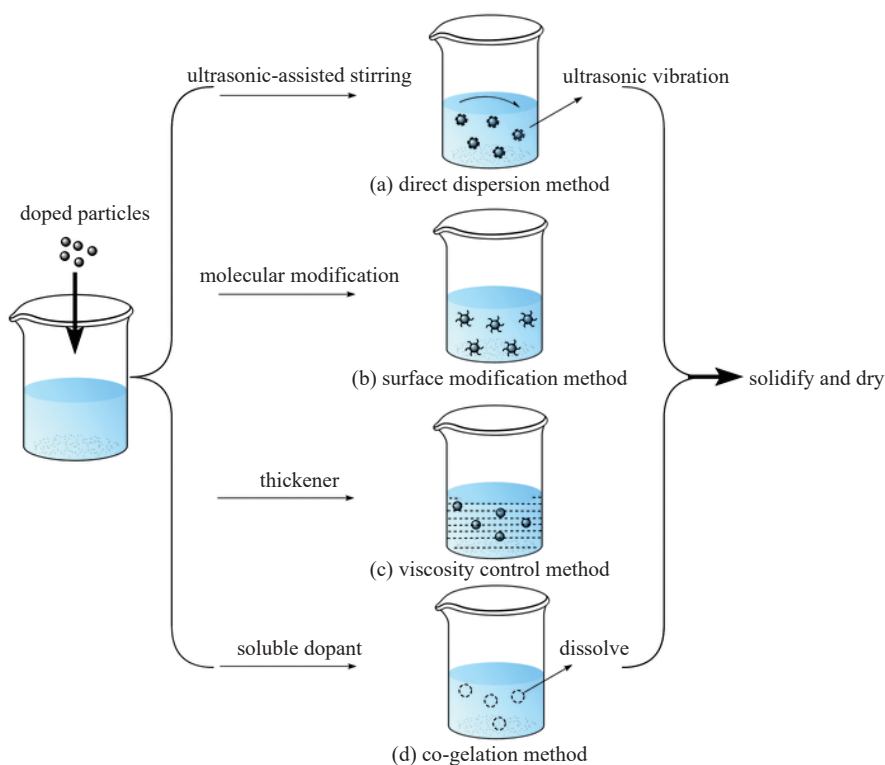 ultrasonic-assisted stirring
ultrasonic vibration
(a) direct dispersion method
doped particles
molecular modification
(b) surface modification method
solidify and dry
thickener
(c) viscosity control method
soluble dopant
dissolve
(d) co-gelation method